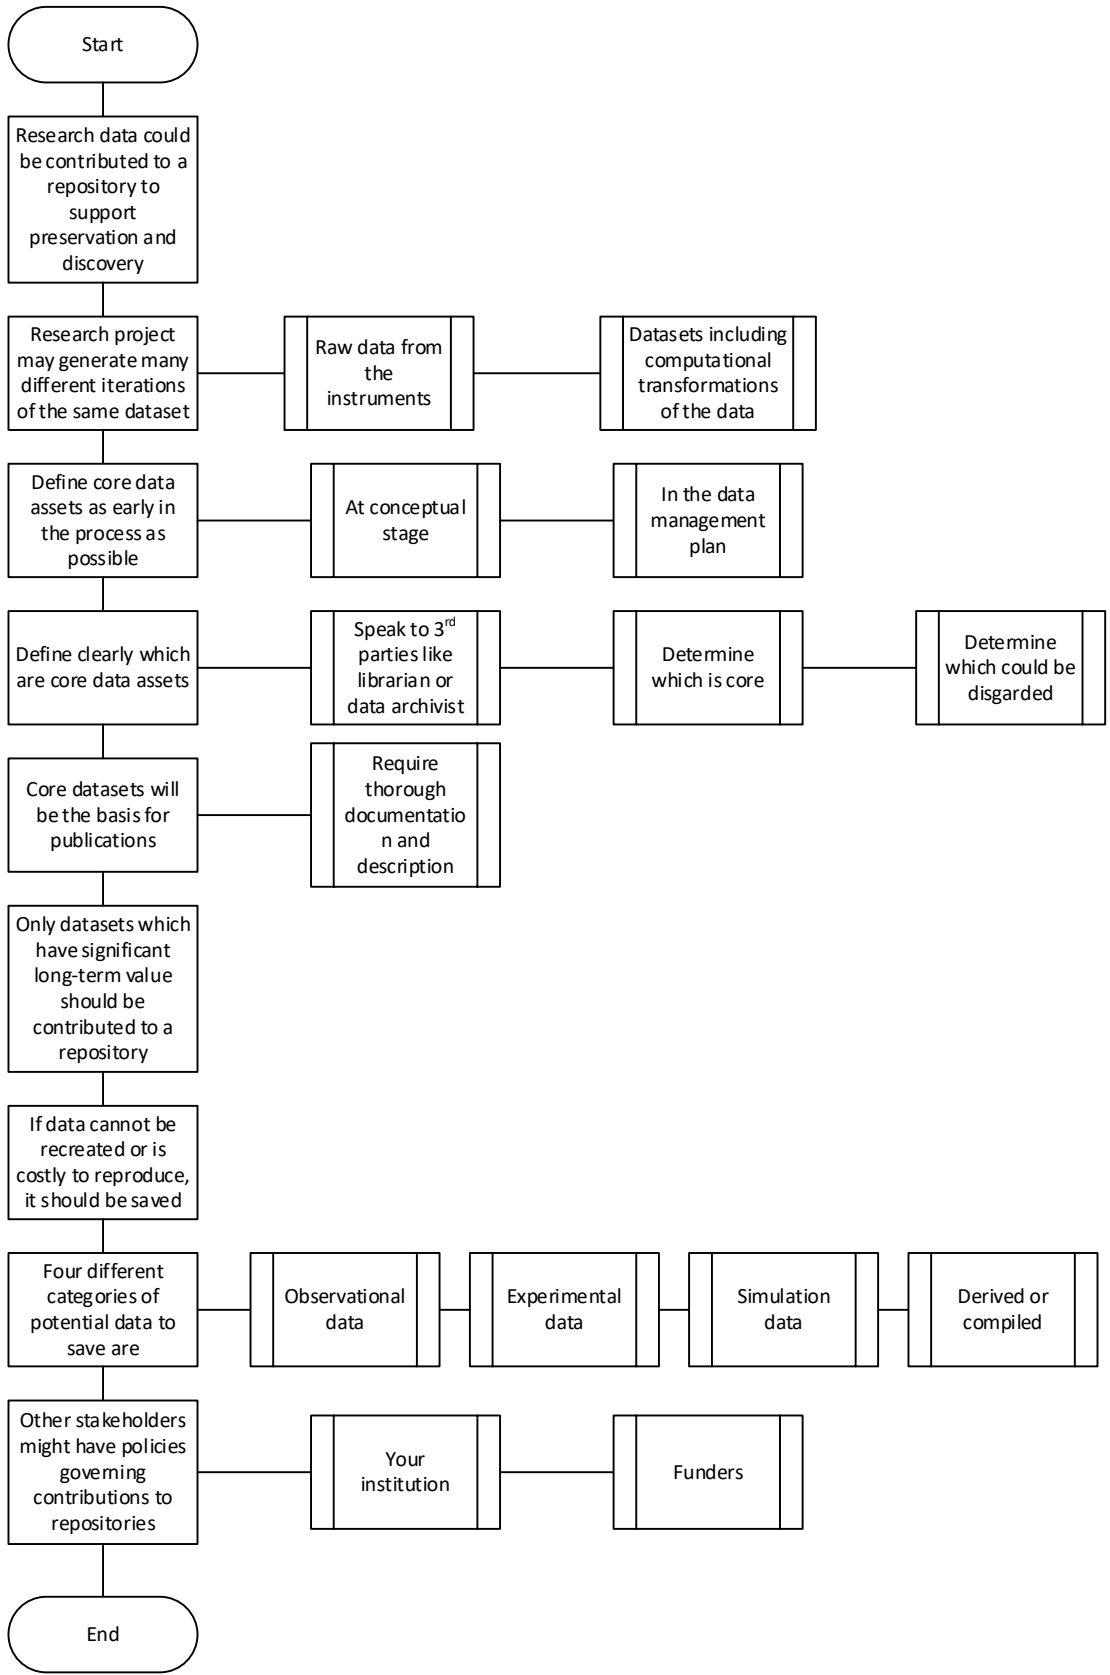 Start
Research data could
be contributed to a
repository to
support
preservation and
discovery
Research project
may generate many
different iterations
of the same dataset
Raw data from
the
instruments
Datasets including
computational
transformations
of the data
Define core data
assets as early in
the process as
possible
At conceptual
stage
In the data
management
plan
Define clearly which
are core data assets
Speak to 3rd
parties like
librarian or
data archivist
Determine
which is core
Determine
which could be
disgarded
Core datasets will
be the basis for
publications
Require
thorough
documentatio
n and
description
Only datasets which
have significant
long-term value
should be
contributed to a
repository
If data cannot be
recreated or is
costly to reproduce,
it should be saved
Four different
categories of
potential data to
save are
Observational
data
Experimental
data
Simulation
data
Derived or
compiled
Other stakeholders
might have policies
governing
contributions to
repositories
Your
institution
Funders
End